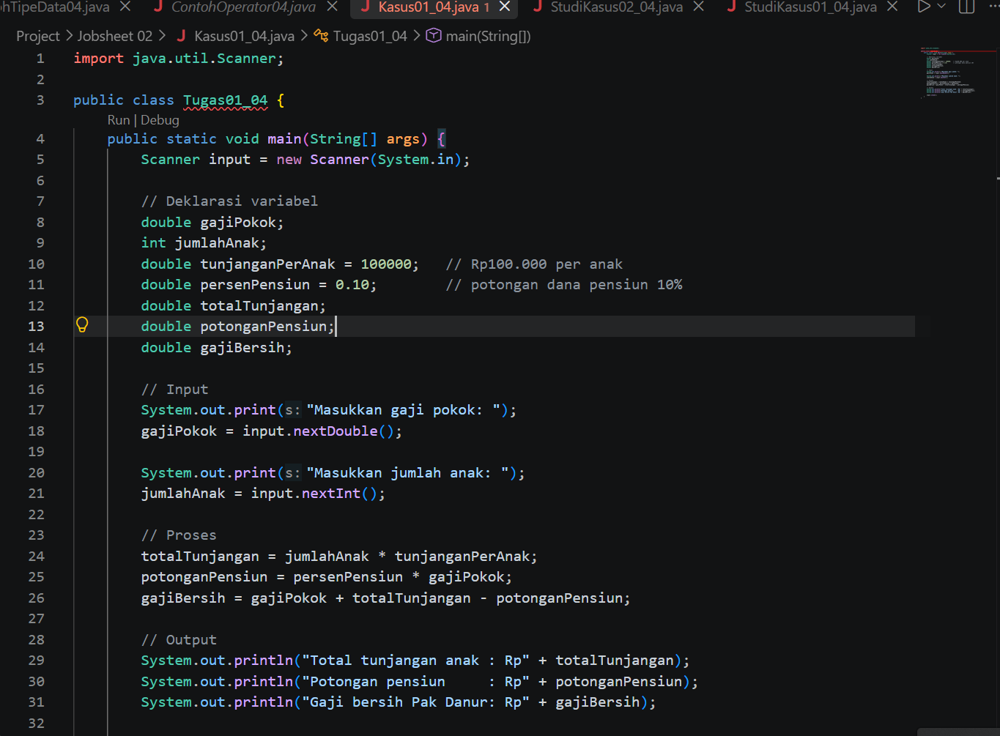 hTipeData04.java ContohOperator04.java Kasus01_04.java 1 StudiKasus02_04.java StudiKasus01_04.java
Project > Jobsheet 02 > Kasus01_04.java > Tugas01_04 > main(String[])
1 import java.util.Scanner;
2
3 public class Tugas01_04 {
Run | Debug
4 public static void main(String[] args) {
5 Scanner input = new Scanner(System.in);
6
7 // Deklarasi variabel
8 double gajiPokok;
9 int jumlahAnak;
10 double tunjanganPerAnak = 100000; // Rp100.000 per anak
11 double persenPensiun = 0.10; // potongan dana pensiun 10%
12 double totalTunjangan;
13 double potonganPensiun;
14 double gajiBersih;
15
16 // Input
17 System.out.print(s: "Masukkan gaji pokok: ");
18 gajiPokok = input.nextDouble();
19
20 System.out.print(s: "Masukkan jumlah anak: ");
21 jumlahAnak = input.nextInt();
22
23 // Proses
24 totalTunjangan = jumlahAnak * tunjanganPerAnak;
25 potonganPensiun = persenPensiun * gajiPokok;
26 gajiBersih = gajiPokok + totalTunjangan - potonganPensiun;
27
28 // Output
29 System.out.println("Total tunjangan anak : Rp" + totalTunjangan);
30 System.out.println("Potongan pensiun     : Rp" + potonganPensiun);
31 System.out.println("Gaji bersih Pak Danur: Rp" + gajiBersih);
32